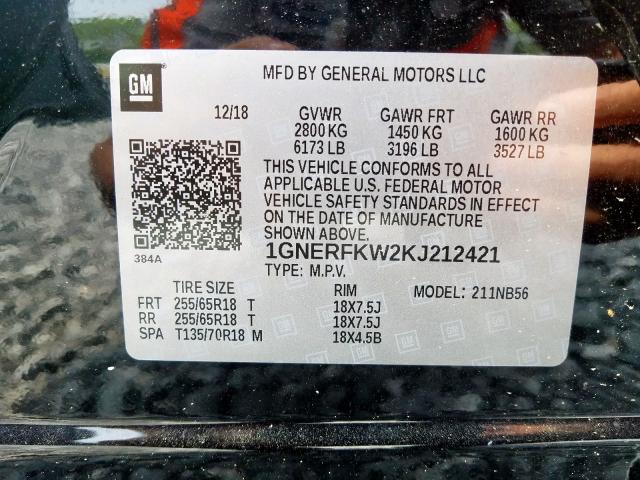 GM
MFD BY GENERAL MOTORS LLC
12/18 GVWR GAWR FRT GAWR RR
2800 KG 1450 KG 1600 KG
6173 LB 3196 LB 3527 LB
THIS VEHICLE CONFORMS TO ALL
APPLICABLE U.S. FEDERAL MOTOR
VEHICLE SAFETY STANDARDS IN EFFECT
ON THE DATE OF MANUFACTURE
SHOWN ABOVE.
384A
1GNERFKW2KJ212421
TYPE: M.P.V.
TIRE SIZE RIM MODEL: 211NB56
FRT 255/65R18 T 18X7.5J
RR 255/65R18 T 18X7.5J
SPA T135/70R18 M 18X4.5B